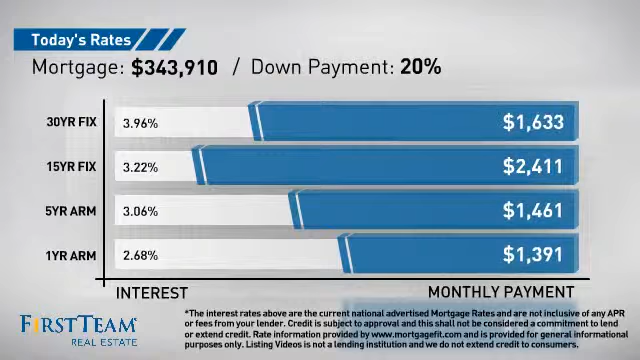 Today's Rates
Mortgage: $343,910 / Down Payment: 20%
30YR FIX 3.96% $1,633
15YR FIX 3.22% $2,411
5YR ARM 3.06% $1,461
1YR ARM 2.68% $1,391
INTEREST MONTHLY PAYMENT
FIRSTTEAM®
REAL ESTATE
*The interest rates above are the current national advertised Mortgage Rates and are not inclusive of any APR
or fees from your lender. Credit is subject to approval and this shall not be considered a commitment to lend
or extend credit. Rate information provided by www.mortgagefit.com and is provided for general informational
purposes only. Listing Videos is not a lending institution and we do not extend credit to consumers.